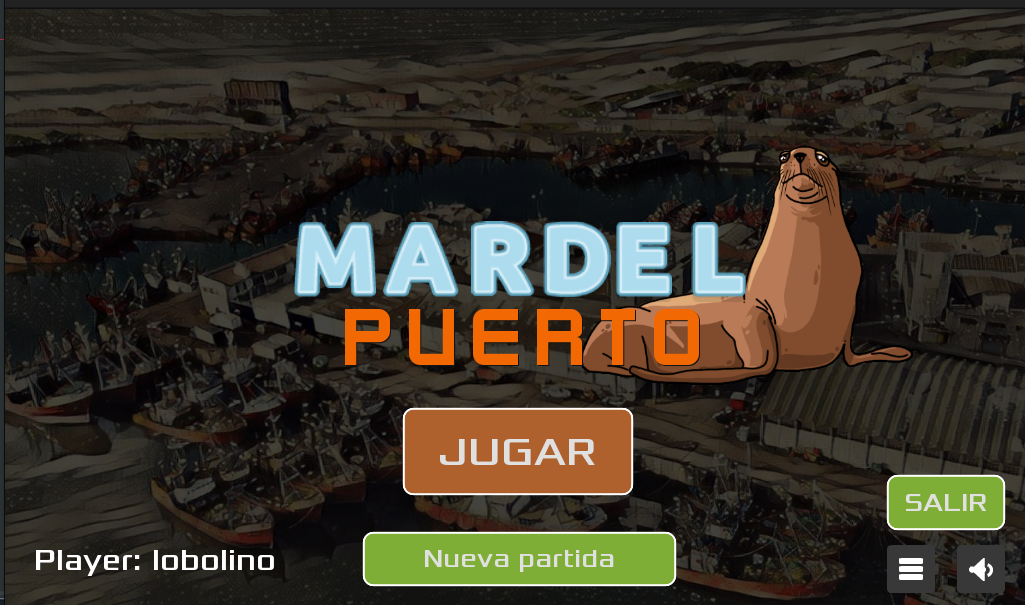 MARDEL
PUERTO
JUGAR
SALIR
Player: lobolino
Nueva partida